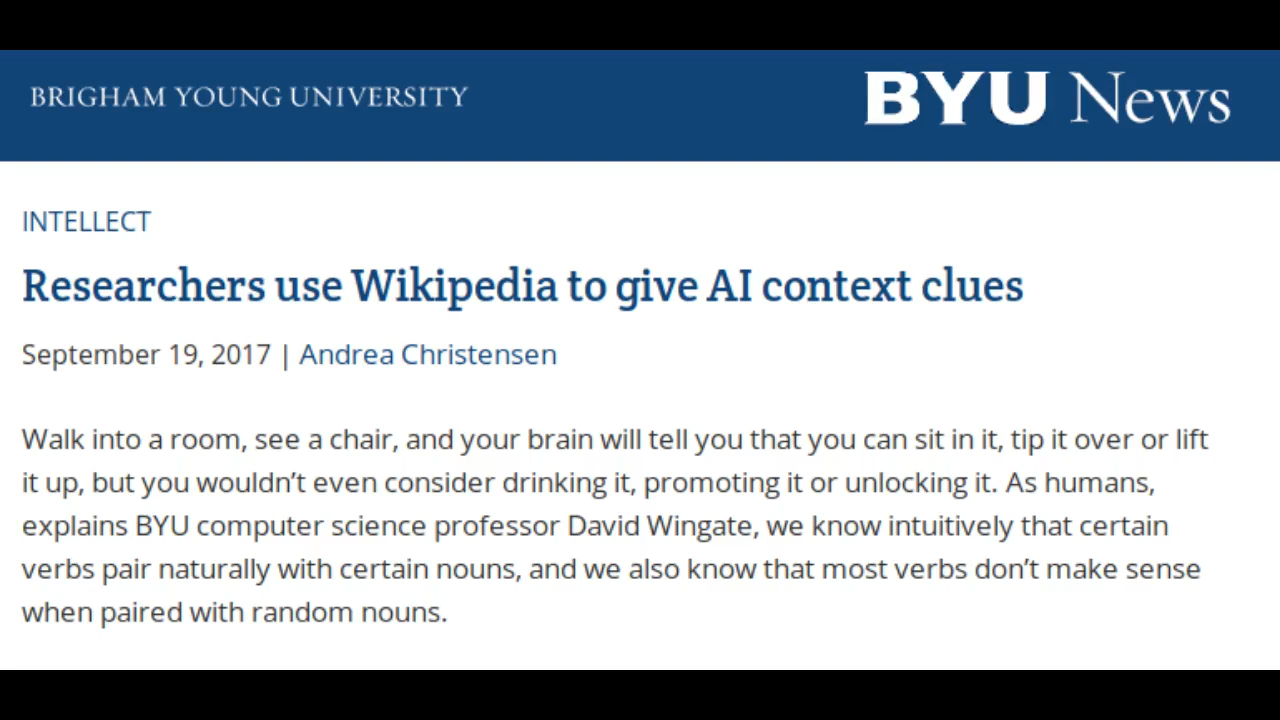 BRIGHAM YOUNG UNIVERSITY
BYU News
INTELLECT
Researchers use Wikipedia to give AI context clues
September 19, 2017 | Andrea Christensen
Walk into a room, see a chair, and your brain will tell you that you can sit in it, tip it over or lift
it up, but you wouldn’t even consider drinking it, promoting it or unlocking it. As humans,
explains BYU computer science professor David Wingate, we know intuitively that certain
verbs pair naturally with certain nouns, and we also know that most verbs don’t make sense
when paired with random nouns.